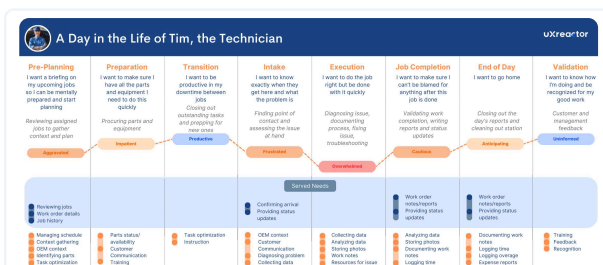 A Day in the Life of Tim, the Technician
uXreactor
Pre-Planning
I want a briefing on
my upcoming jobs
so I can be mentally
prepared and start
planning
Reviewing assigned
jobs to gather
context and plan
Aggravated
Preparation
I want to make sure I
have all the parts
and equipment I
need to do this
quickly
Procuring parts and
equipment
Impatient
Transition
I want to be
productive in my
downtime between
jobs
Closing out
outstanding tasks
and prepping for
new ones
Productive
Intake
I want to know
exactly when they
get here and what
the problem is
Finding point of
contact and
assessing the issue
at hand
Frustrated
Execution
I want to do the job
right but be done
with it quickly
Diagnosing issue,
documenting
process, fixing
issue,
troubleshooting
Overwhelmed
Job Completion
I want to make sure I
can't be blamed for
anything after this
job is done
Validating work
completion, writing
reports and status
updates
Cautious
End of Day
I want to go home
Closing out the
day's reports and
cleaning out station
Anticipating
Validation
I want to know how
I'm doing and be
recognized for my
good work
Customer and
management
feedback
Uninformed
Served Needs
Reviewing jobs
Work order details
Job history
Confirming arrival
Providing status
updates
Work order
notes/reports
Providing status
updates
Work order
notes/reports
Providing status
updates
Managing schedule
Context gathering
OEM context
Identifying parts
Task optimization
Parts status/
availability
Customer
Communication
Training
Task optimization
Instruction
OEM context
Customer
Communication
Diagnosing problem
Collecting data
Collecting data
Analyzing data
Storing photos
Work notes
Resources for issue
Analyzing data
Storing photos
Documenting work
notes
Logging time
Documenting work
notes
Logging time
Logging overage
Expense reports
Training
Feedback
Recognition